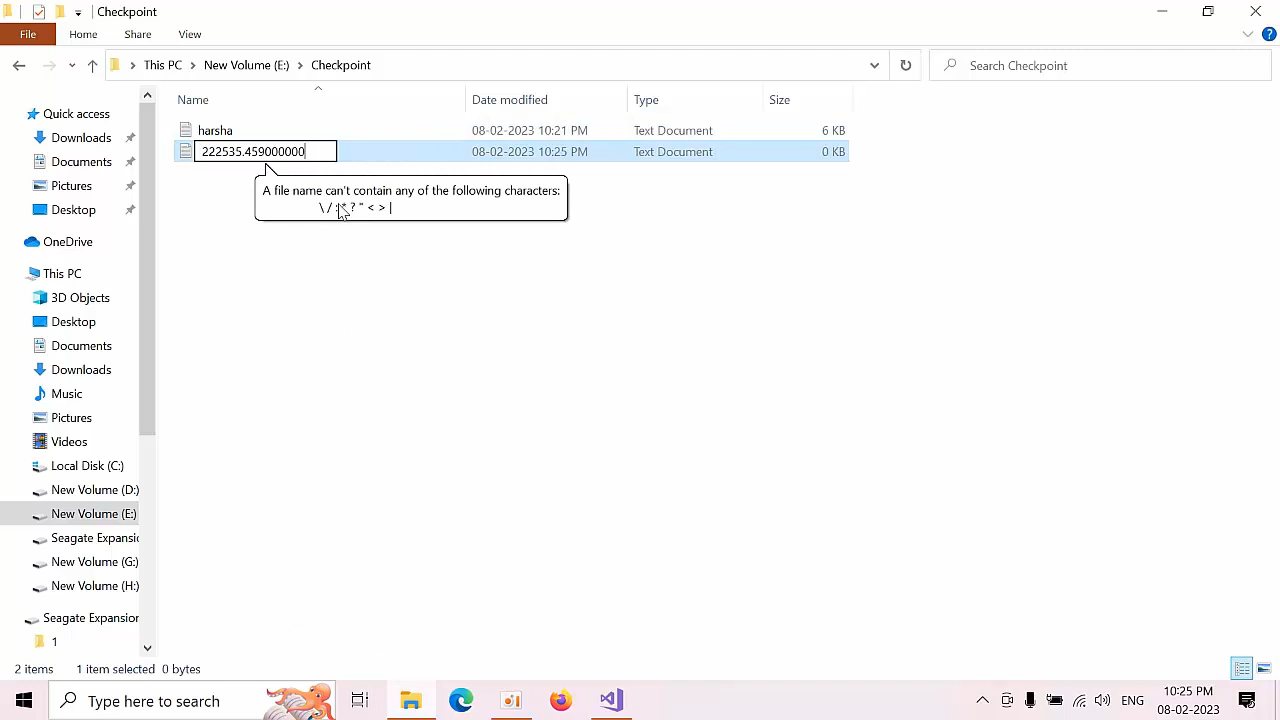 Checkpoint
File Home Share View
This PC New Volume (E:) Checkpoint
Search Checkpoint
Name Date modified Type Size
harsha 08-02-2023 10:21 PM Text Document 6 KB
222535.459000000 08-02-2023 10:25 PM Text Document 0 KB
A file name can't contain any of the following characters:
\ / : * ? " < > |
Quick access
Downloads
Documents
Pictures
Desktop
OneDrive
This PC
3D Objects
Desktop
Documents
Downloads
Music
Pictures
Videos
Local Disk (C:)
New Volume (D:)
New Volume (E:)
Seagate Expansio
New Volume (G:)
New Volume (H:)
Seagate Expansion
1
2 items 1 item selected 0 bytes
Type here to search
ENG
10:25 PM
08-02-2023